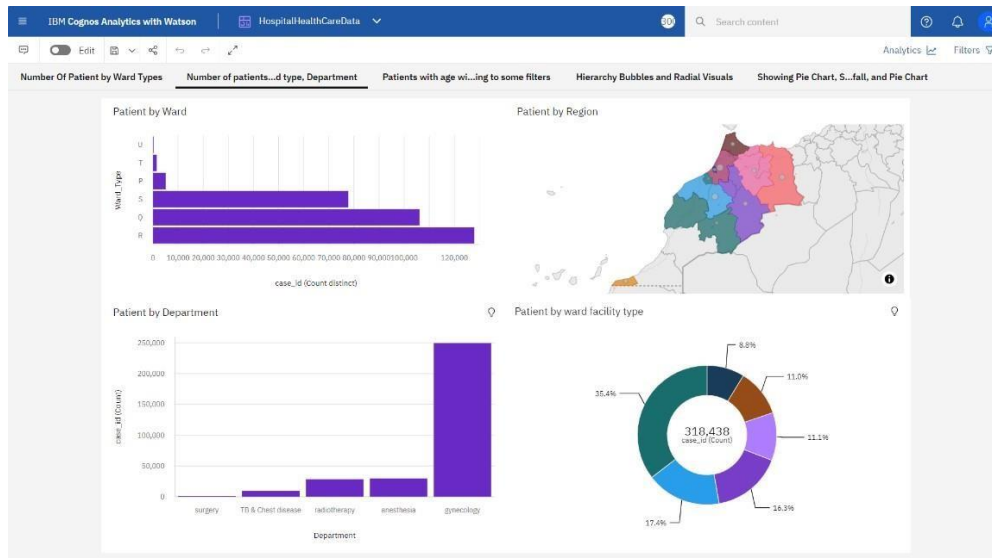 IBM Cognos Analytics with Watson
HospitalHealthCareData
Search content
Edit
Analytics
Filters
Number Of Patient by Ward Types
Number of patients...d type, Department
Patients with age wi...ing to some filters
Hierarchy Bubbles and Radial Visuals
Showing Pie Chart, S...fall, and Pie Chart
Patient by Ward
Ward_Type
U
T
P
S
Q
R
0 10,000 20,000 30,000 40,000 50,000 60,000 70,000 80,000 90,000 100,000 120,000
case_id (Count distinct)
Patient by Region
Patient by Department
case_id (Count)
250,000
200,000
150,000
100,000
50,000
0
surgery TB & Chest disease radiotherapy anesthesia gynecology
Department
Patient by ward facility type
8.8%
11.0%
11.1%
16.3%
17.4%
35.4%
318,438
case_id (Count)